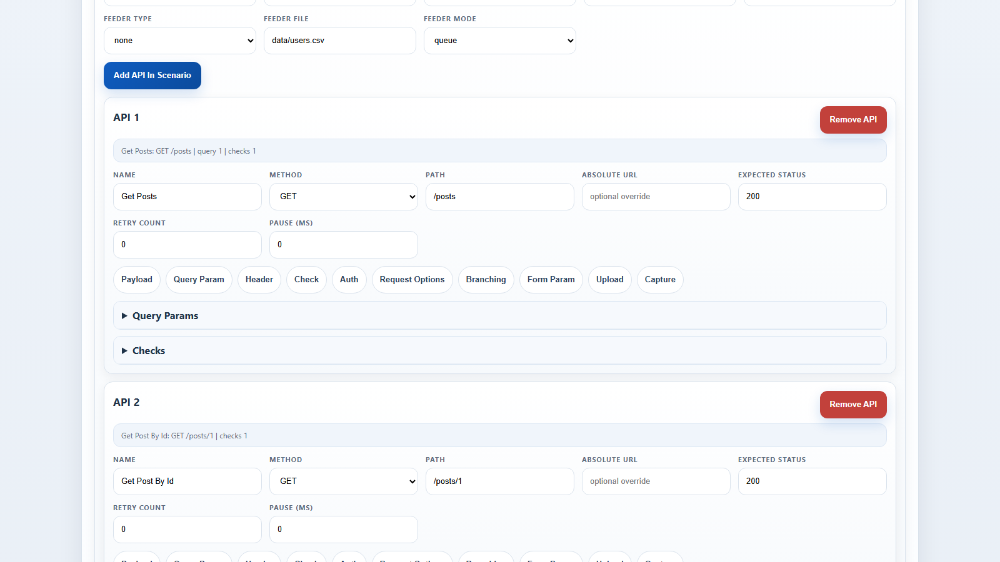 FEEDER TYPE FEEDER FILE FEEDER MODE
none data/users.csv queue
Add API In Scenario
API 1 Remove API
Get Posts: GET /posts | query 1 | checks 1
NAME METHOD PATH ABSOLUTE URL EXPECTED STATUS
Get Posts GET /posts optional override 200
RETRY COUNT PAUSE (MS)
0 0
Payload Query Param Header Check Auth Request Options Branching Form Param Upload Capture
Query Params
Checks
API 2 Remove API
Get Post By Id: GET /posts/1 | checks 1
NAME METHOD PATH ABSOLUTE URL EXPECTED STATUS
Get Post By Id GET /posts/1 optional override 200
RETRY COUNT PAUSE (MS)
0 0